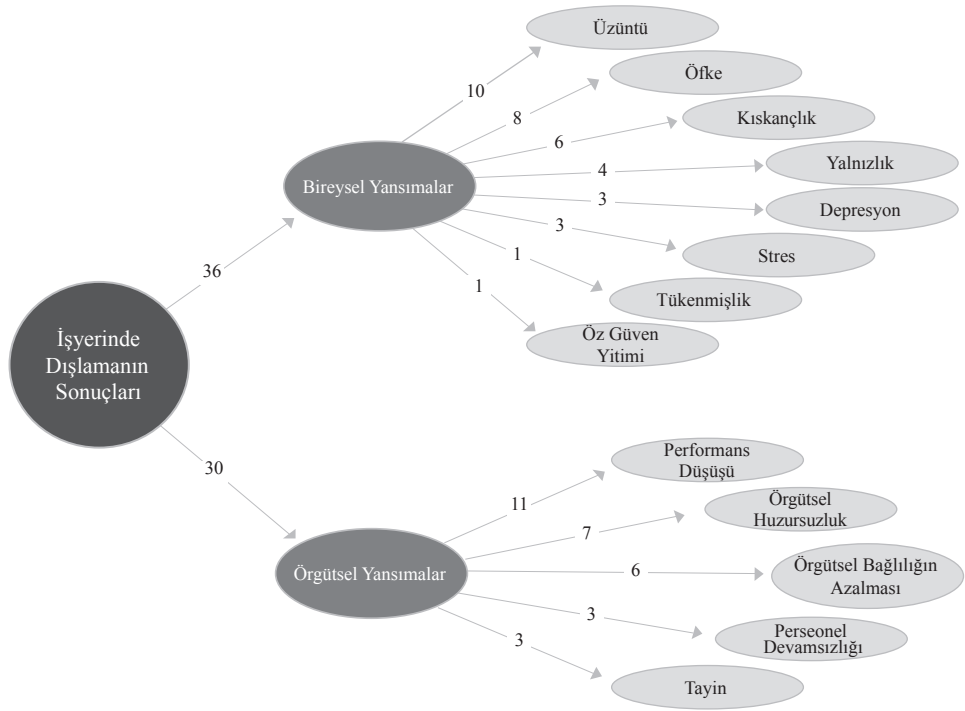 İşyerinde
Dışlamanın
Sonuçları
36
Bireysel Yansımalar
10
Üzüntü
8
Öfke
6
Kıskançlık
4
Yalnızlık
3
Depresyon
3
Stres
1
Tükenmişlik
1
Öz Güven
Yitimi
30
Örgütsel Yansımalar
11
Performans
Düşüşü
7
Örgütsel
Huzursuzluk
6
Örgütsel Bağlılığın
Azalması
3
Perseonel
Devamsızlığı
3
Tayin